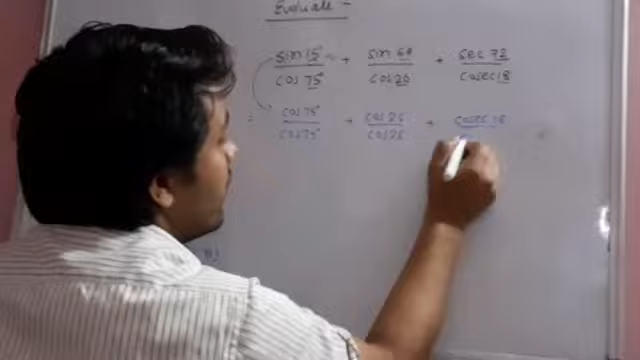 Evaluate -
sin 15° + sin 64 + sec 72
cos 75° cos 26 cosec 18
= cos 75° + cos 26 + cosec 18
cos 75° cos 26